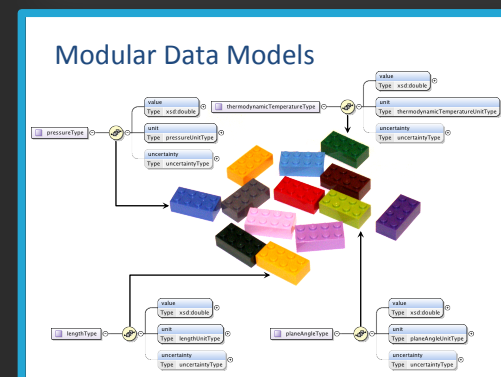 Modular Data Models
value
Type xsd:double
thermodynamicTemperatureType
unit
Type thermodynamicTemperatureUnitType
uncertainty
Type uncertaintyType
value
Type xsd:double
pressureType
unit
Type pressureUnitType
uncertainty
Type uncertaintyType
value
Type xsd:double
lengthType
unit
Type lengthUnitType
uncertainty
Type uncertaintyType
value
Type xsd:double
planeAngleType
unit
Type planeAngleUnitType
uncertainty
Type uncertaintyType